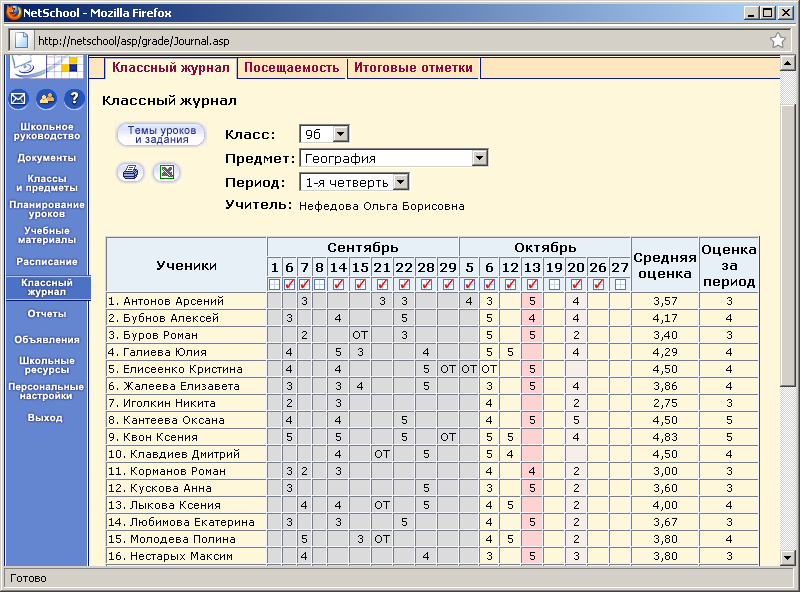 NetSchool - Mozilla Firefox
http://netschool/asp/grade/Journal.asp
Классный журнал Посещаемость Итоговые отметки
?
Школьное
руководство
Документы
Классы
и предметы
Планирование
уроков
Учебные
материалы
Расписание
Классный
журнал
Отчеты
Объявления
Школьные
ресурсы
Персональные
настройки
Выход
Классный журнал
Темы уроков
и задания
Класс: 9б
Предмет: География
Период: 1-я четверть
Учитель: Нефедова Ольга Борисовна
Ученики Сентябрь Октябрь Средняя оценка Оценка за период
1 6 7 8 14 15 21 22 28 29 5 6 12 13 19 20 26 27
1. Антонов Арсений 3 3 3 4 3 5 4 3,57 3
2. Бубнов Алексей 3 4 5 5 4 4 4,17 4
3. Буров Роман 2 ОТ 3 5 5 2 3,40 3
4. Галиева Юлия 4 5 3 4 5 5 4 4,29 4
5. Елисеенко Кристина 4 4 5 ОТ ОТ ОТ 5 4,50 4
6. Жалеева Елизавета 3 3 4 5 3 5 4 3,86 4
7. Иголкин Никита 2 3 4 2 2,75 3
8. Кантеева Оксана 4 4 5 4 5 5 4,50 5
9. Квон Ксения 5 5 5 ОТ 5 5 4 4,83 5
10. Клавдиев Дмитрий 4 ОТ 5 5 4 4,50 4
11. Корманов Роман 3 2 3 4 4 2 3,00 3
12. Кускова Анна 3 5 3 5 2 3,60 3
13. Лыкова Ксения 4 4 ОТ 5 4 5 2 4,00 4
14. Любимова Екатерина 3 3 5 4 5 2 3,67 3
15. Молодева Полина 5 3 ОТ 4 5 2 3,80 4
16. Нестарых Максим 4 4 3 5 3 3,80 3
Готово